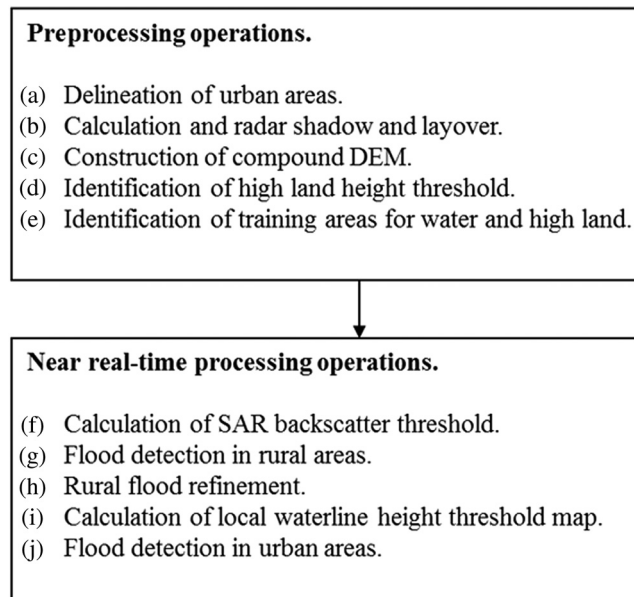 Preprocessing operations.
(a) Delineation of urban areas.
(b) Calculation and radar shadow and layover.
(c) Construction of compound DEM.
(d) Identification of high land height threshold.
(e) Identification of training areas for water and high land.
Near real-time processing operations.
(f) Calculation of SAR backscatter threshold.
(g) Flood detection in rural areas.
(h) Rural flood refinement.
(i) Calculation of local waterline height threshold map.
(j) Flood detection in urban areas.